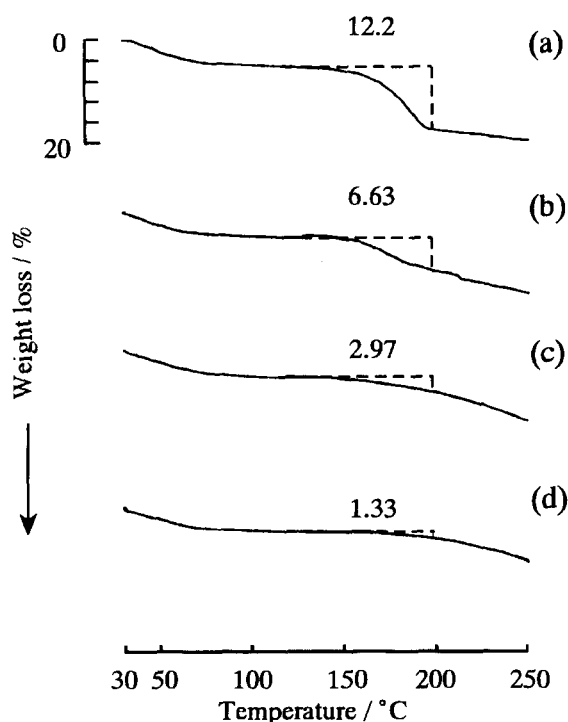 0
12.2
(a)
20
6.63
(b)
Weight loss / %
2.97
(c)
1.33
(d)
30 50 100 150 200 250
Temperature / °C